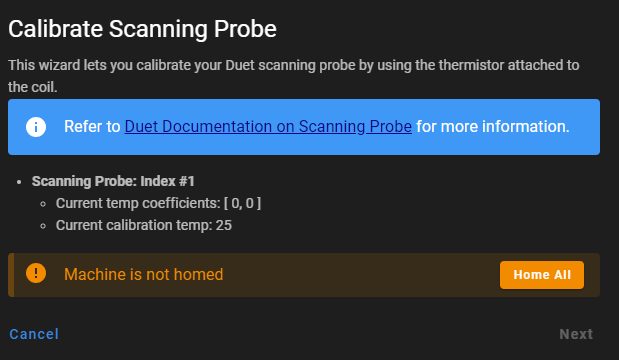 Calibrate Scanning Probe
This wizard lets you calibrate your Duet scanning probe by using the thermistor attached to
the coil.
Refer to Duet Documentation on Scanning Probe for more information.
Scanning Probe: Index #1
Current temp coefficients: [ 0, 0 ]
Current calibration temp: 25
Machine is not homed
Home All
Cancel
Next